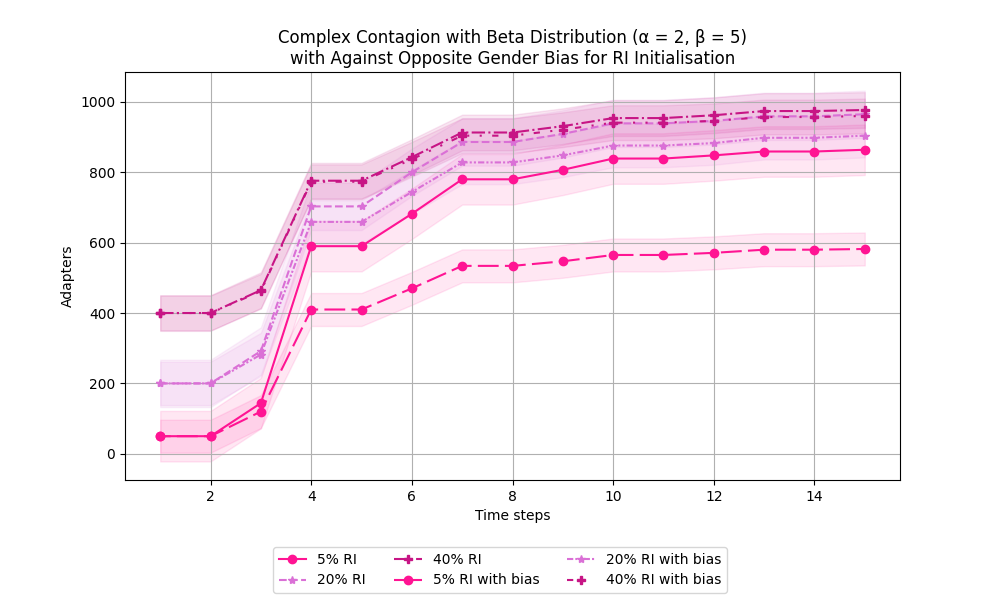 Complex Contagion with Beta Distribution (α = 2, β = 5)
with Against Opposite Gender Bias for RI Initialisation
Adapters
1000
800
600
400
200
0
2 4 6 8 10 12 14
Time steps
5% RI 40% RI 20% RI with bias
20% RI 5% RI with bias 40% RI with bias